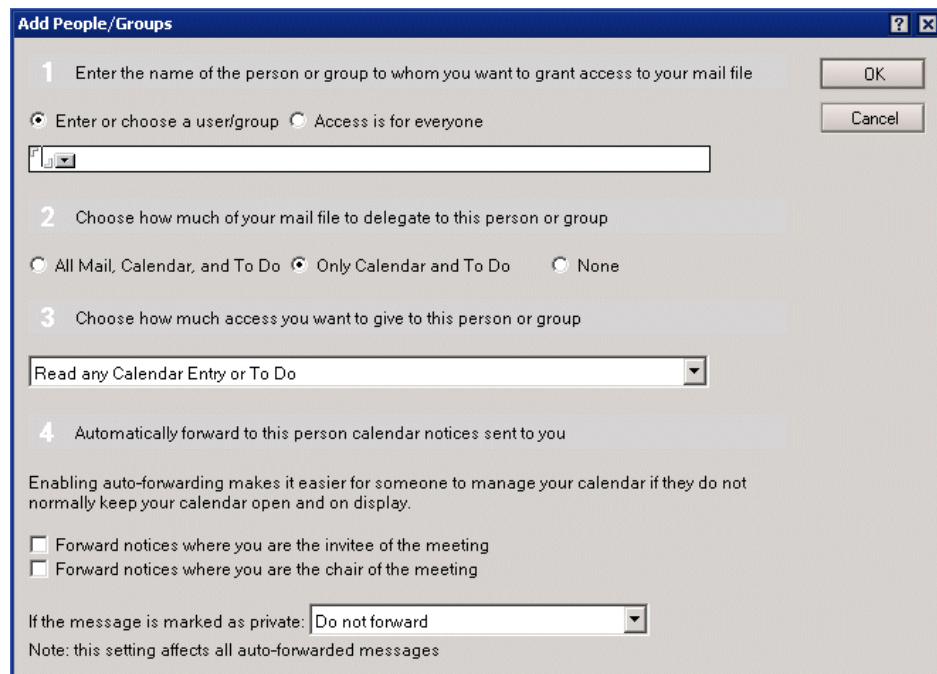 Add People/Groups
1 Enter the name of the person or group to whom you want to grant access to your mail file
OK
Cancel
Enter or choose a user/group Access is for everyone
2 Choose how much of your mail file to delegate to this person or group
All Mail, Calendar, and To Do Only Calendar and To Do None
3 Choose how much access you want to give to this person or group
Read any Calendar Entry or To Do
4 Automatically forward to this person calendar notices sent to you
Enabling auto-forwarding makes it easier for someone to manage your calendar if they do not
normally keep your calendar open and on display.
Forward notices where you are the invitee of the meeting
Forward notices where you are the chair of the meeting
If the message is marked as private: Do not forward
Note: this setting affects all auto-forwarded messages